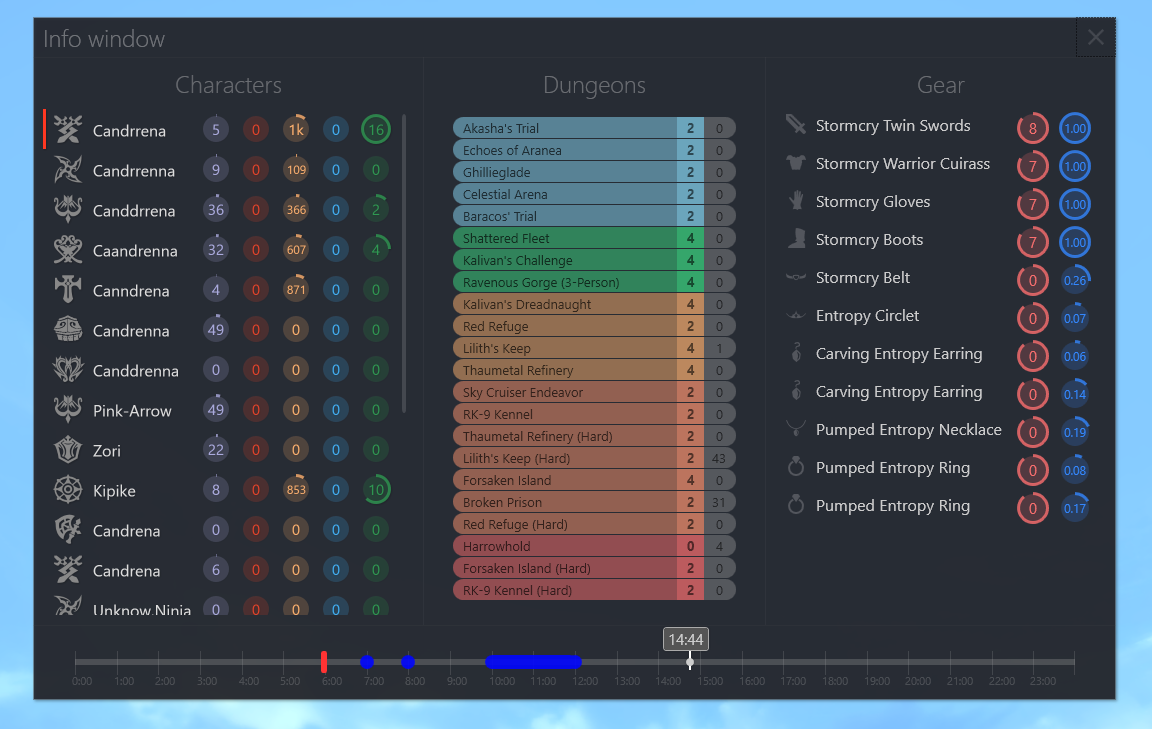 Info window
Characters
Candrrena 5 0 1k 0 16
Candrrenna 9 0 109 0 0
Canddrrena 36 0 366 0 2
Caandrenna 32 0 607 0 4
Canndrena 4 0 871 0 0
Candrenna 49 0 0 0 0
Canddrenna 0 0 0 0 0
Pink-Arrow 49 0 0 0 0
Zori 22 0 0 0 0
Kipike 8 0 853 0 10
Candrena 0 0 0 0 0
Candrena 6 0 0 0 0
Unknow.Ninja 0 0 0 0 0
Dungeons
Akasha's Trial 2 0
Echoes of Aranea 2 0
Ghillieglade 2 0
Celestial Arena 2 0
Baracos' Trial 2 0
Shattered Fleet 4 0
Kalivan's Challenge 4 0
Ravenous Gorge (3-Person) 4 0
Kalivan's Dreadnaught 4 0
Red Refuge 2 0
Lilith's Keep 4 1
Thaumetal Refinery 4 0
Sky Cruiser Endeavor 2 0
RK-9 Kennel 2 0
Thaumetal Refinery (Hard) 2 0
Lilith's Keep (Hard) 2 43
Forsaken Island 4 0
Broken Prison 2 31
Red Refuge (Hard) 2 0
Harrowhold 0 4
Forsaken Island (Hard) 2 0
RK-9 Kennel (Hard) 2 0
Gear
Stormcry Twin Swords 8 1.00
Stormcry Warrior Cuirass 7 1.00
Stormcry Gloves 7 1.00
Stormcry Boots 7 1.00
Stormcry Belt 0 0.26
Entropy Circlet 0 0.07
Carving Entropy Earring 0 0.06
Carving Entropy Earring 0 0.14
Pumped Entropy Necklace 0 0.19
Pumped Entropy Ring 0 0.08
Pumped Entropy Ring 0 0.17
14:44
0:00 1:00 2:00 3:00 4:00 5:00 6:00 7:00 8:00 9:00 10:00 11:00 12:00 13:00 14:00 15:00 16:00 17:00 18:00 19:00 20:00 21:00 22:00 23:00